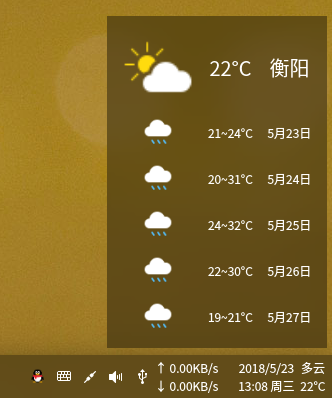 22℃ 衡阳
21~24℃ 5月23日
20~31℃ 5月24日
24~32℃ 5月25日
22~30℃ 5月26日
19~21℃ 5月27日
↑ 0.00KB/s 2018/5/23 多云
↓ 0.00KB/s 13:08 周三 22℃